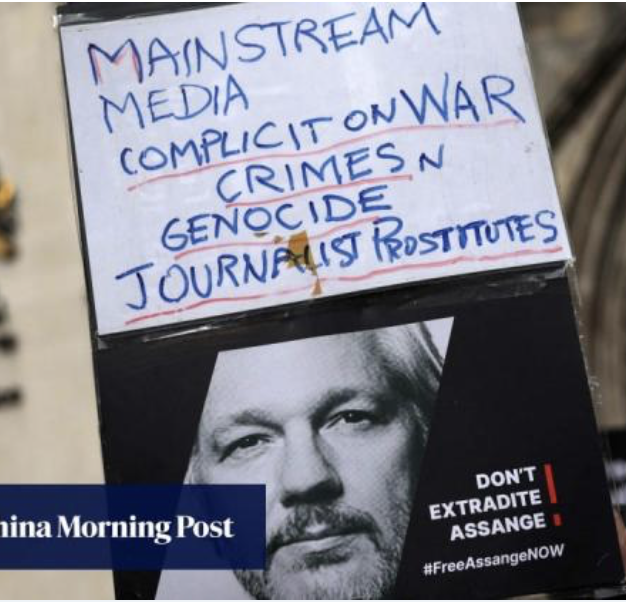 MAINSTREAM
MEDIA
COMPLICIT ON WAR
CRIMES N
GENOCIDE
JOURNALIST PROSTITUTES
DON'T
EXTRADITE
ASSANGE!
#FreeAssangeNOW
hina Morning Post